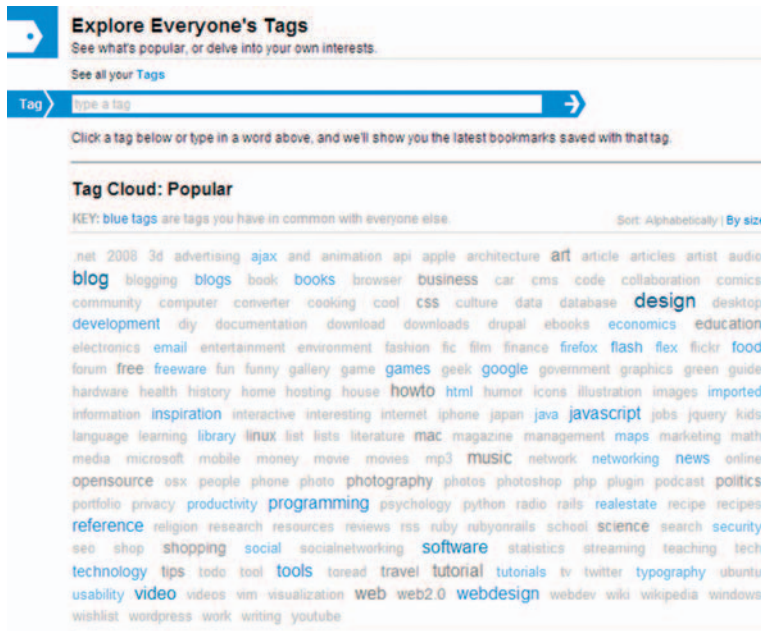 Explore Everyone's Tags
See what's popular, or delve into your own interests.
See all your Tags
Tag
type a tag
Click a tag below or type in a word above, and we'll show you the latest bookmarks saved with that tag.
Tag Cloud: Popular
KEY: blue tags are tags you have in common with everyone else.
Sort: Alphabetically | By size
.net 2008 3d advertising ajax and animation api apple architecture art article articles artist audio
blog blogging blogs book books browser business car cms code collaboration comics
community computer converter cooking cool css culture data database design desktop
development diy documentation download downloads drupal ebooks economics education
electronics email entertainment environment fashion fic film finance firefox flash flex flickr food
forum free freeware fun funny gallery game games geek google government graphics green guide
hardware health history home hosting house howto html humor icons illustration images imported
information inspiration interactive interesting internet iphone japan java javascript jobs jquery kids
language learning library linux list lists literature mac magazine management maps marketing math
media microsoft mobile money movie movies mp3 music network networking news online
opensource osx people phone photo photography photos photoshop php plugin podcast politics
portfolio privacy productivity programming psychology python radio rails realestate recipe recipes
reference religion research resources reviews rss ruby rubyonrails school science search security
seo shop shopping social socialnetworking software statistics streaming teaching tech
technology tips todo tool tools toread travel tutorial tutorials tv twitter typography ubuntu
usability video videos vim visualization web web2.0 webdesign webdev wiki wikipedia windows
wishlist wordpress work writing youtube